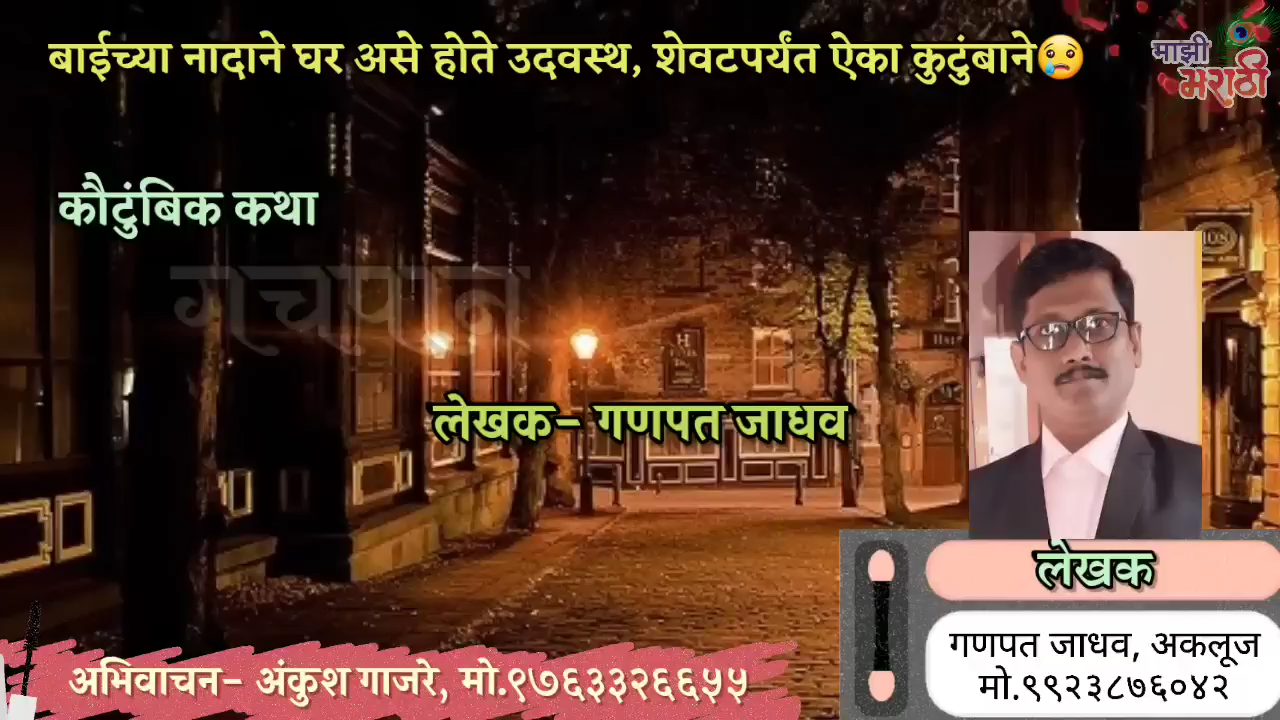 बाईच्या नादाने घर असे होते उदवस्थ, शेवटपर्यंत ऐका कुटुंबाने😢
माझी
मराठी
कौटुंबिक कथा
गचपान
लेखक- गणपत जाधव
लेखक
गणपत जाधव, अकलूज
मो.९९२३८७६०४२
अभिवाचन- अंकुश गाजरे, मो.९७६३३२६६५५